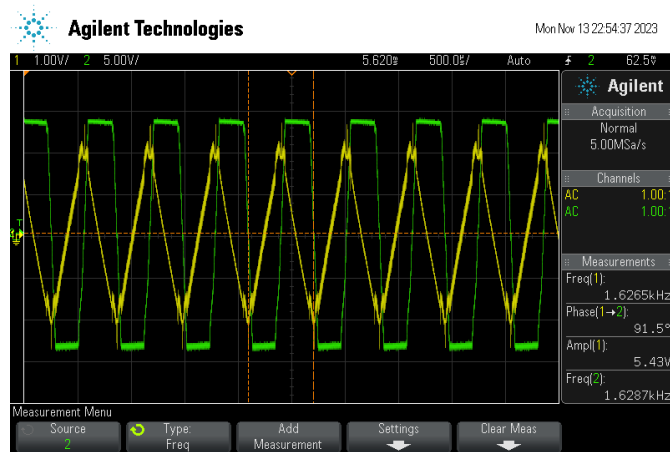 Agilent Technologies
Mon Nov 13 22:54:37 2023
1 1.00V/ 2 5.00V/ 5.620s 500.0s/ Auto 2 62.5
Agilent
Acquisition
Normal
5.00MSa/s
Channels
AC 1.00:
AC 1.00:
Measurements
Freq(1):
1.6265kHz
Phase(1→2):
91.5°
Ampl(1):
5.43V
Freq(2):
1.6287kHz
Measurement Menu
Source
2
Type:
Freq
Add
Measurement
Settings
Clear Meas